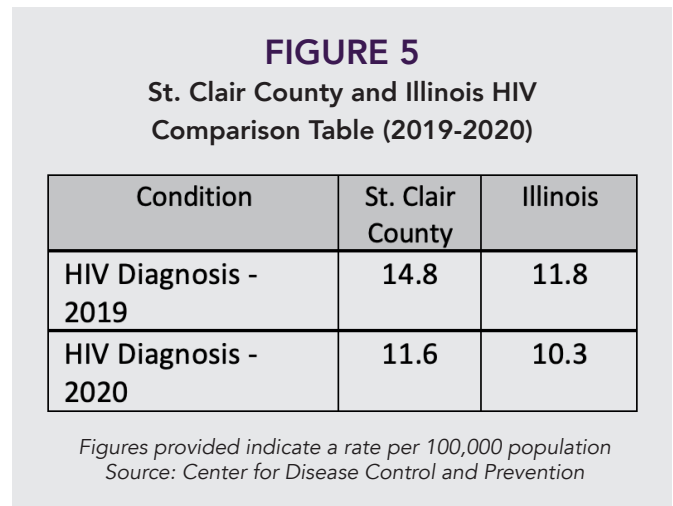 FIGURE 5
St. Clair County and Illinois HIV
Comparison Table (2019-2020)
Condition St. Clair County Illinois
HIV Diagnosis - 2019 14.8 11.8
HIV Diagnosis - 2020 11.6 10.3
Figures provided indicate a rate per 100,000 population
Source: Center for Disease Control and Prevention